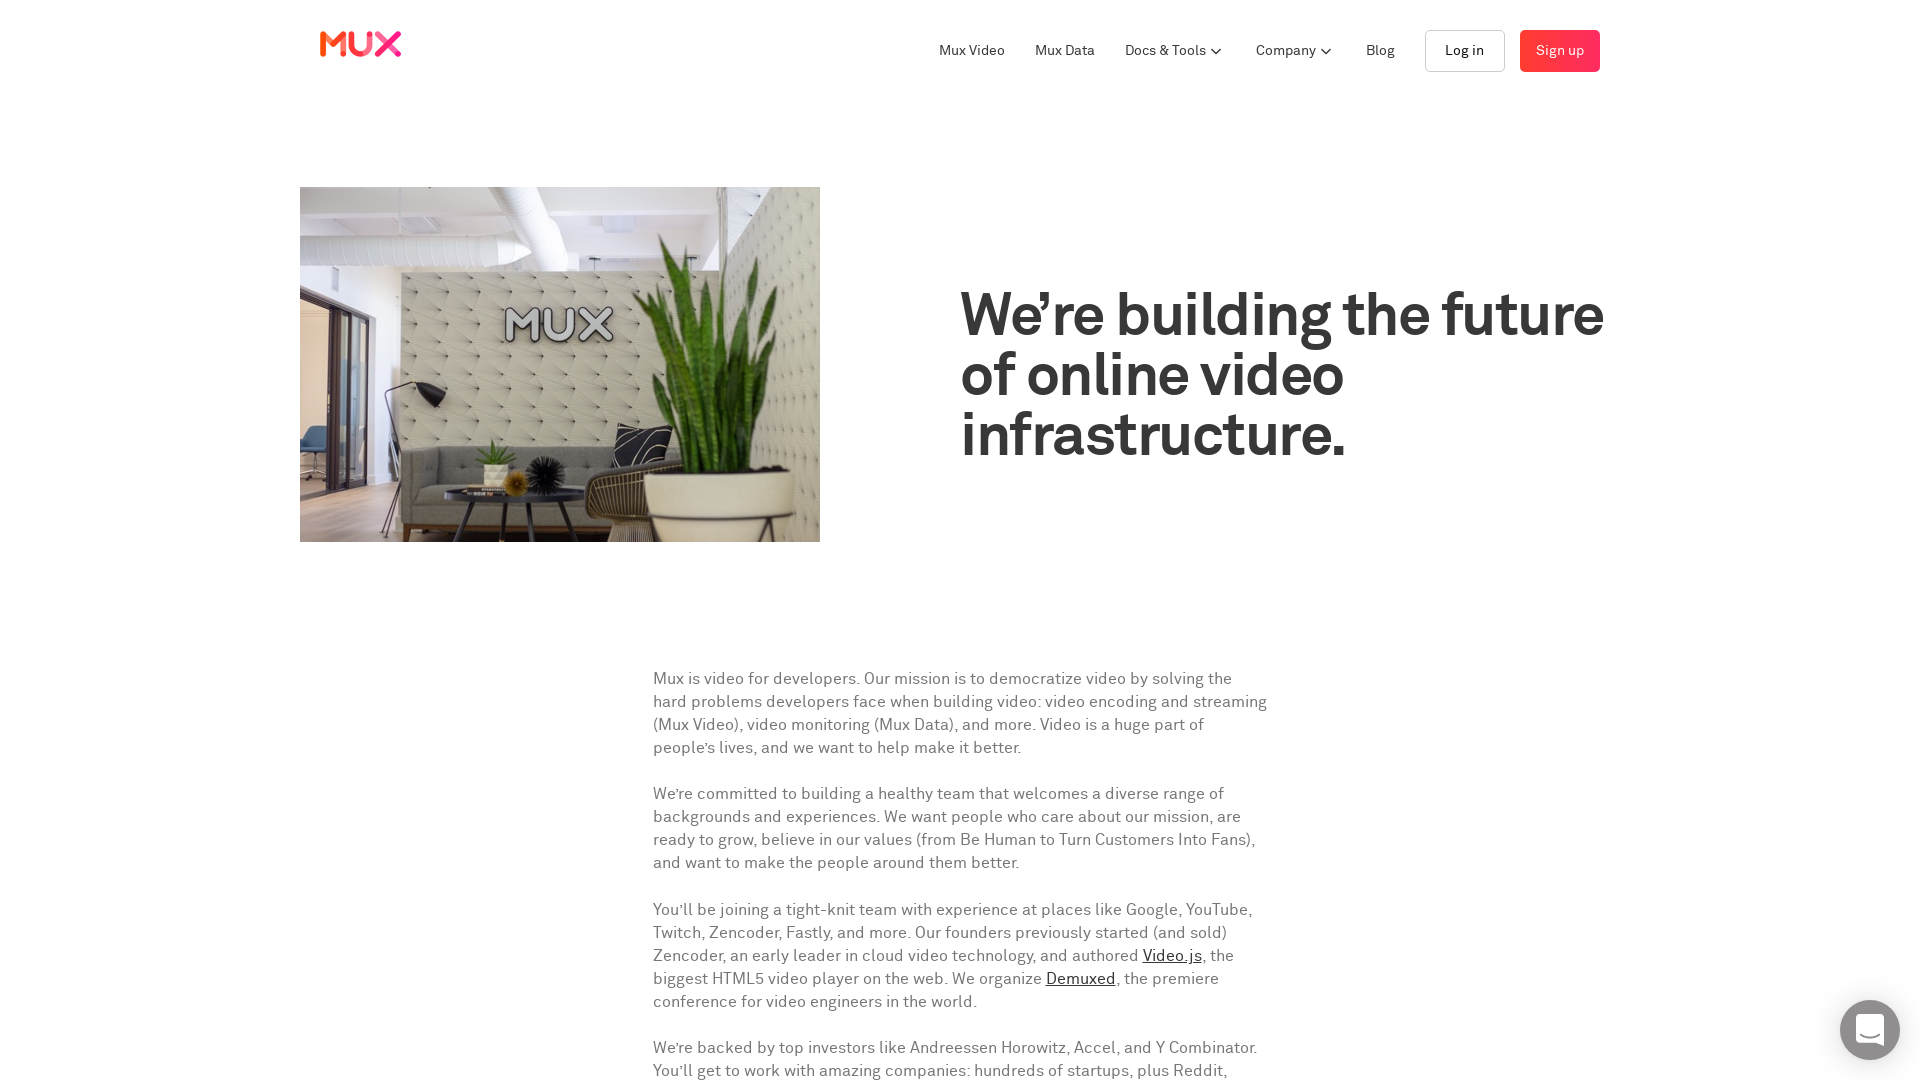 MUX
Mux Video
Mux Data
Docs & Tools
Company
Blog
Log in
Sign up
MUX
We’re building the future
of online video
infrastructure.
Mux is video for developers. Our mission is to democratize video by solving the
hard problems developers face when building video: video encoding and streaming
(Mux Video), video monitoring (Mux Data), and more. Video is a huge part of
people’s lives, and we want to help make it better.
We’re committed to building a healthy team that welcomes a diverse range of
backgrounds and experiences. We want people who care about our mission, are
ready to grow, believe in our values (from Be Human to Turn Customers Into Fans),
and want to make the people around them better.
You’ll be joining a tight-knit team with experience at places like Google, YouTube,
Twitch, Zencoder, Fastly, and more. Our founders previously started (and sold)
Zencoder, an early leader in cloud video technology, and authored Video.js, the
biggest HTML5 video player on the web. We organize Demuxed, the premiere
conference for video engineers in the world.
We’re backed by top investors like Andreessen Horowitz, Accel, and Y Combinator.
You’ll get to work with amazing companies: hundreds of startups, plus Reddit,